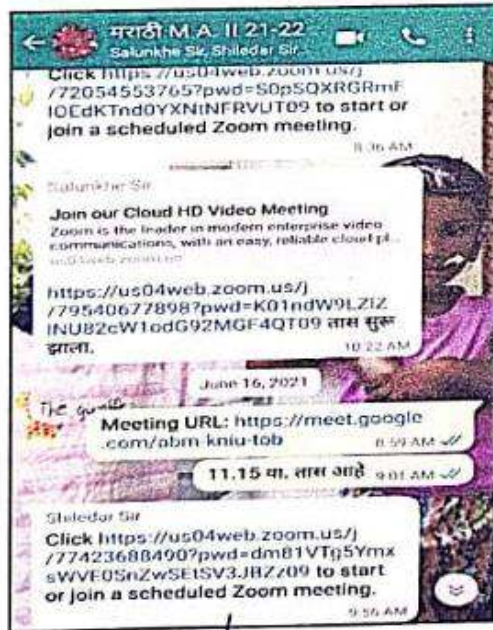 मराठी M.A. II 21-22
Salunkhe Sir, Shiledar Sir...
Click https://us04web.zoom.us/j
/72054553765?pwd=S0pSQXRGRmF
IOEdKTnd0YXNtNFRVUT09 to start or
join a scheduled Zoom meeting.
8:36 AM
Salunkhe Sir
Join our Cloud HD Video Meeting
Zoom is the leader in modern enterprise video
communications, with an easy, reliable cloud pl...
us04web.zoom.us
https://us04web.zoom.us/j
/79540677898?pwd=K01ndW9LZlZ
INU82cW1odG92MGF4QT09 तास सुरू
झाला.
10:22 AM
June 16, 2021
The
Meeting URL: https://meet.google
.com/abm-kniu-tob
8:59 AM
11.15 वा. तास आहे
9:01 AM
Shiledar Sir
Click https://us04web.zoom.us/j
/77423688490?pwd=dm81VTg5Ymx
sWVE0SnZwSEtSV3JBZz09 to start
or join a scheduled Zoom meeting.
9:56 AM